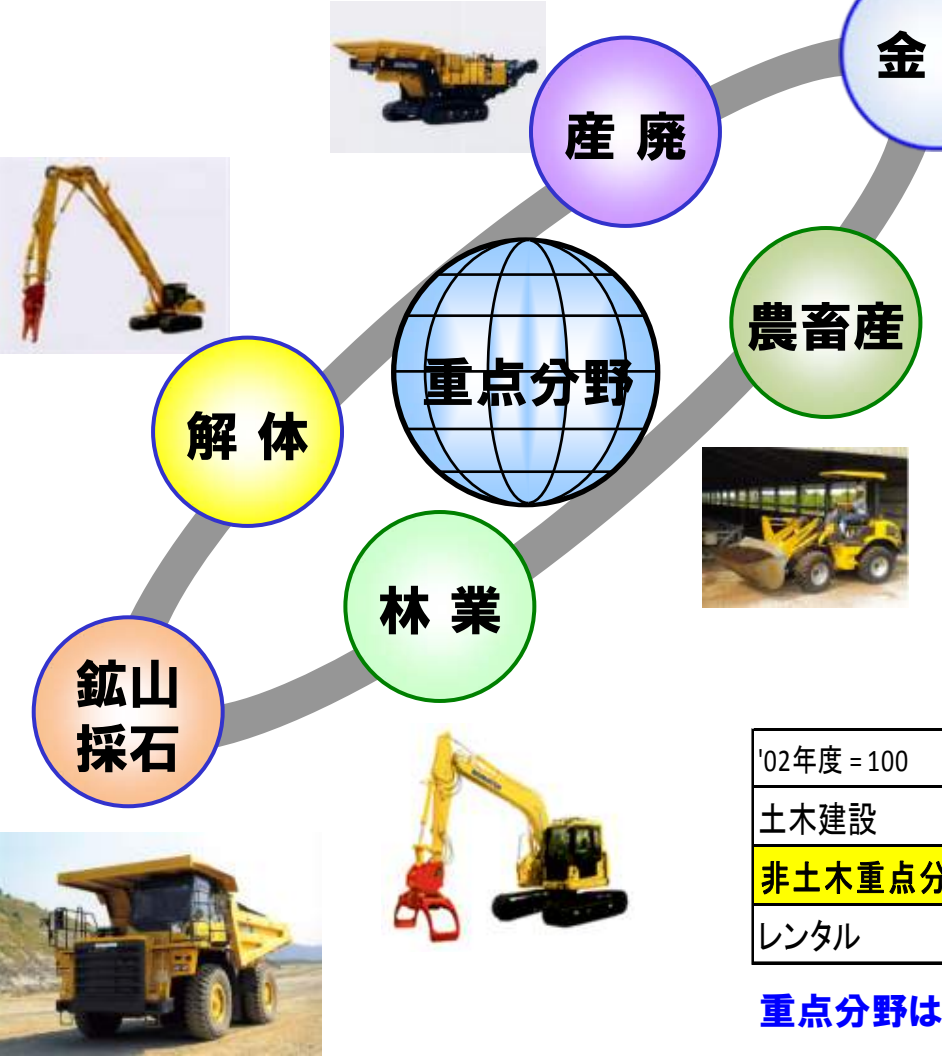 金
産 廃
農畜産
重点分野
解 体
林 業
鉱山
採石
'02年度 = 100
土木建設
非土木重点分
レンタル
重点分野は